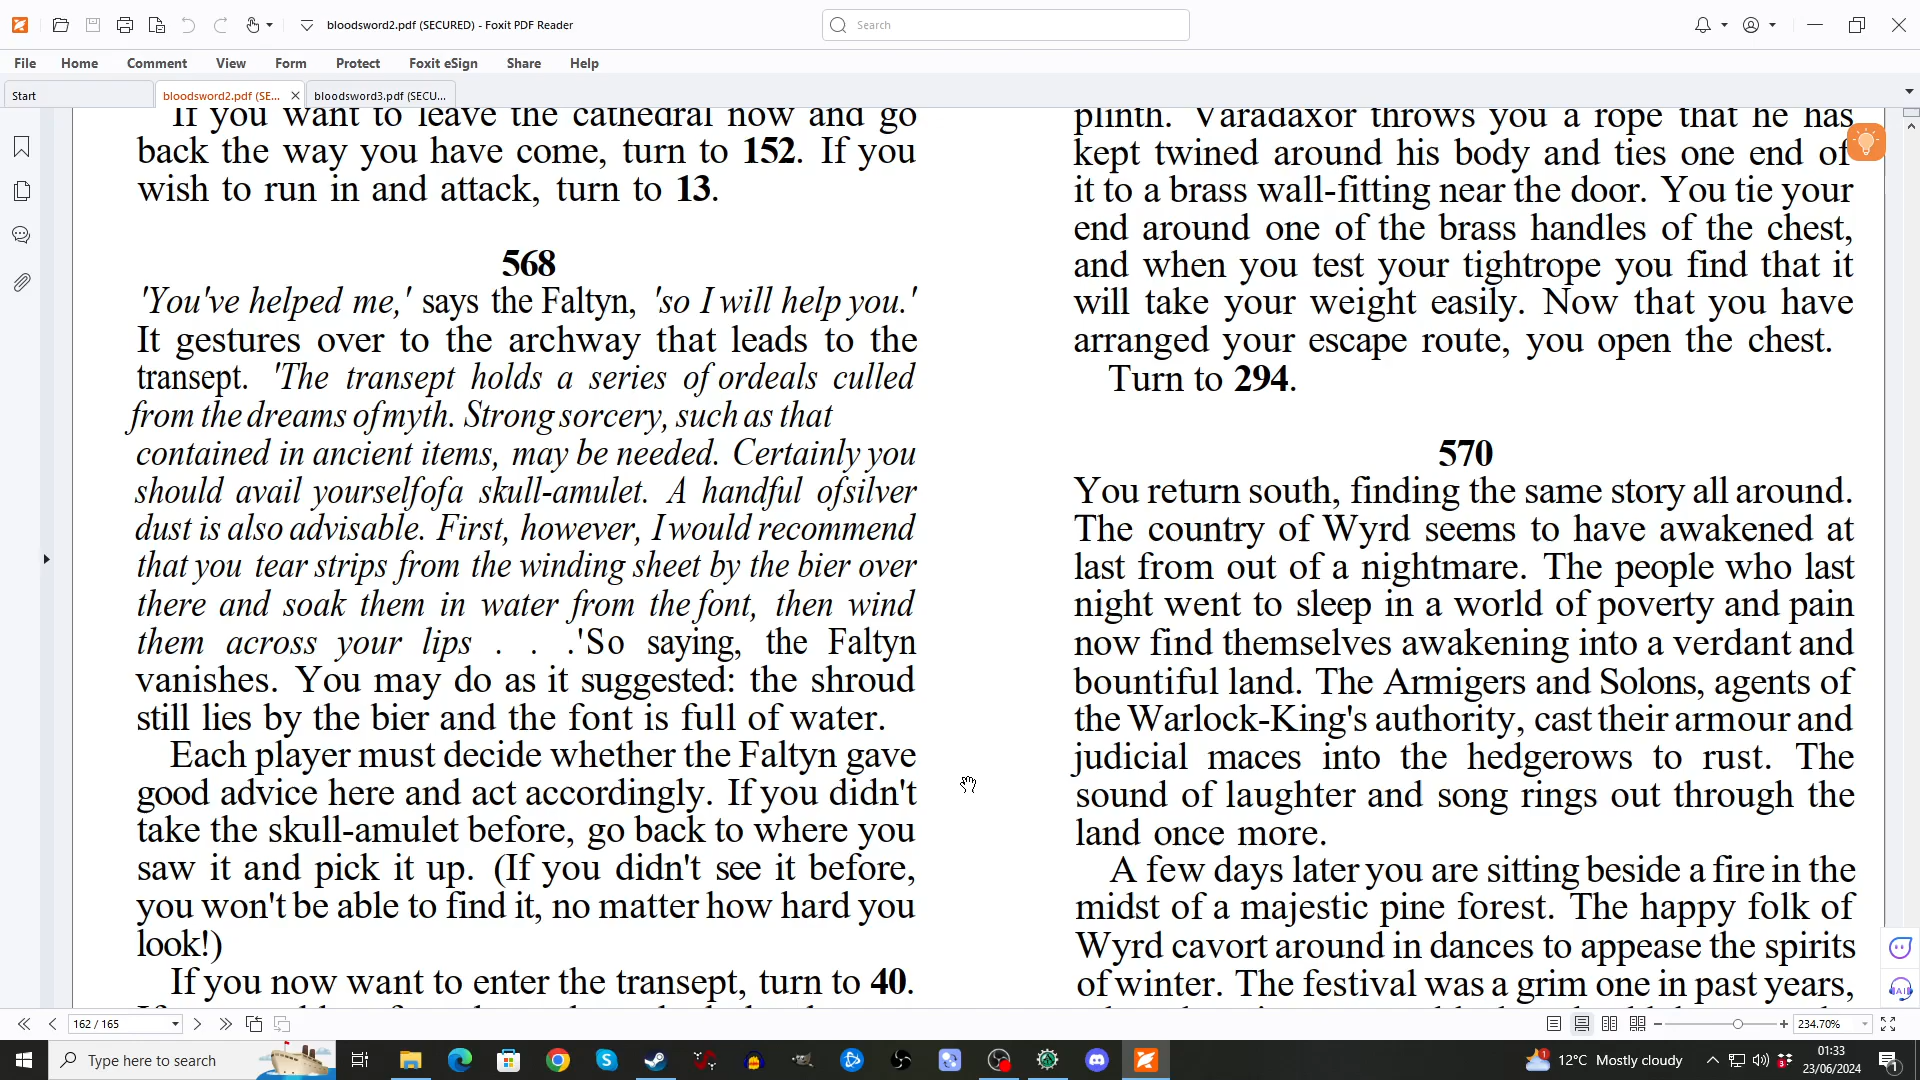 bloodsword2.pdf (SECURED) - Foxit PDF Reader
Search
File Home Comment View Form Protect Foxit eSign Share Help
Start
bloodsword2.pdf (SE...
bloodsword3.pdf (SECU...
If you want to leave the cathedral now and go
back the way you have come, turn to 152. If you
wish to run in and attack, turn to 13.
568
'You've helped me,' says the Faltyn, 'so I will help you.'
It gestures over to the archway that leads to the
transept. 'The transept holds a series of ordeals culled
from the dreams of myth. Strong sorcery, such as that
contained in ancient items, may be needed. Certainly you
should avail yourself of a skull-amulet. A handful of silver
dust is also advisable. First, however, I would recommend
that you tear strips from the winding sheet by the bier over
there and soak them in water from the font, then wind
them across your lips . . .' So saying, the Faltyn
vanishes. You may do as it suggested: the shroud
still lies by the bier and the font is full of water.
Each player must decide whether the Faltyn gave
good advice here and act accordingly. If you didn't
take the skull-amulet before, go back to where you
saw it and pick it up. (If you didn't see it before,
you won't be able to find it, no matter how hard you
look!)
If you now want to enter the transept, turn to 40.
plinth. Varadaxor throws you a rope that he has
kept twined around his body and ties one end of
it to a brass wall-fitting near the door. You tie your
end around one of the brass handles of the chest,
and when you test your tightrope you find that it
will take your weight easily. Now that you have
arranged your escape route, you open the chest.
Turn to 294.
570
You return south, finding the same story all around.
The country of Wyrd seems to have awakened at
last from out of a nightmare. The people who last
night went to sleep in a world of poverty and pain
now find themselves awakening into a verdant and
bountiful land. The Armigers and Solons, agents of
the Warlock-King's authority, cast their armour and
judicial maces into the hedgerows to rust. The
sound of laughter and song rings out through the
land once more.
A few days later you are sitting beside a fire in the
midst of a majestic pine forest. The happy folk of
Wyrd cavort around in dances to appease the spirits
of winter. The festival was a grim one in past years,
162 / 165
234.70%
Type here to search
12°C Mostly cloudy
01:33
23/06/2024